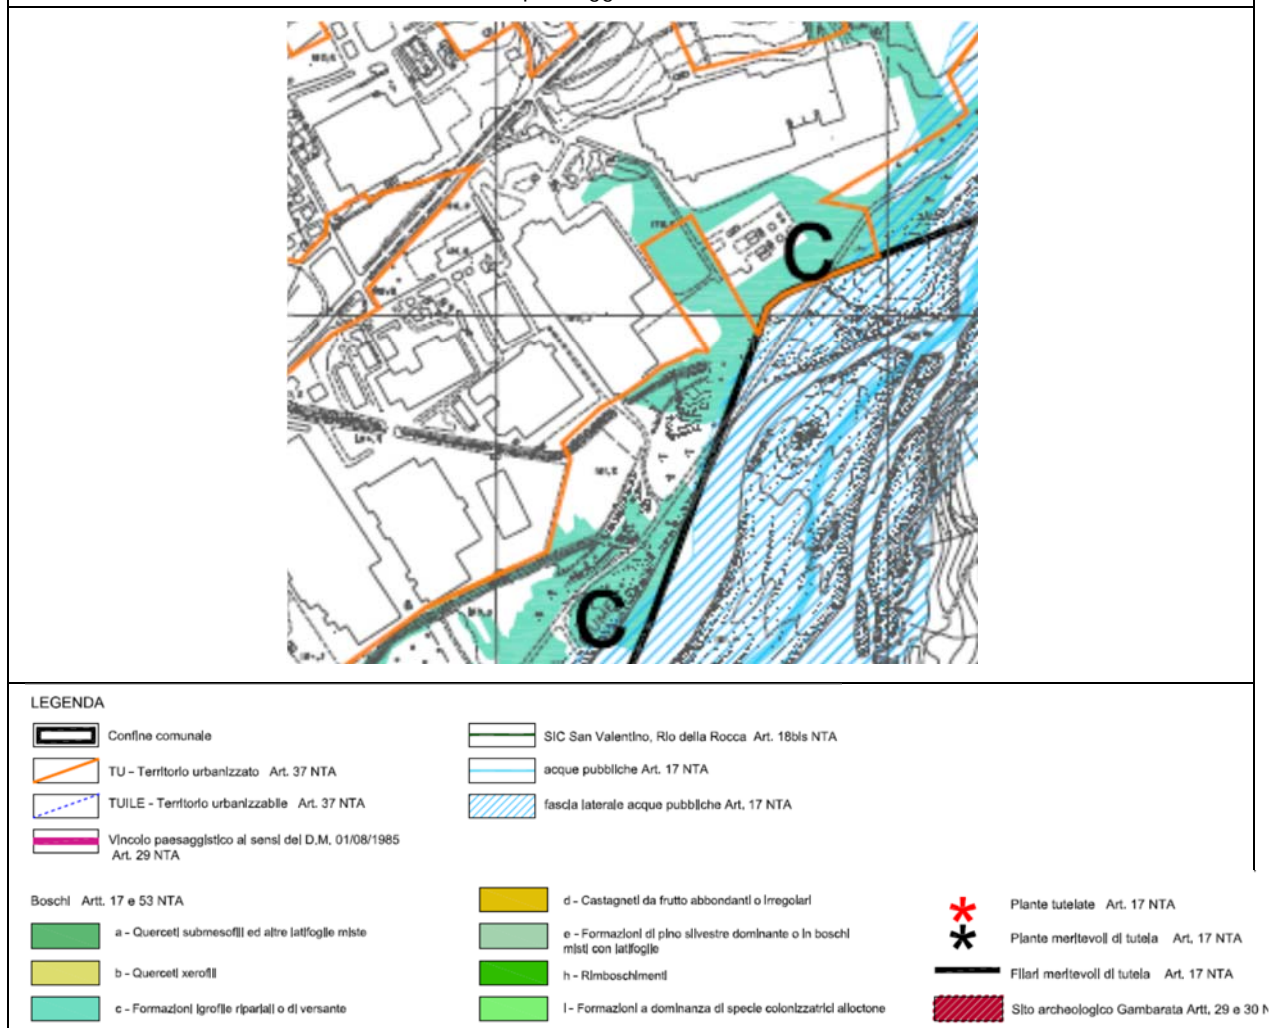 C
C
LEGENDA
Confine comunale
TU - Territorio urbanizzato Art. 37 NTA
TUILE - Territorio urbanizzabile Art. 37 NTA
Vincolo paesaggistico ai sensi del D.M. 01/08/1985
Art. 29 NTA
SIC San Valentino, Rio della Rocca Art. 18bis NTA
acque pubbliche Art. 17 NTA
fascia laterale acque pubbliche Art. 17 NTA
Boschi Artt. 17 e 53 NTA
a - Querceti submesofili ed altre latifoglie miste
b - Querceti xerofili
c - Formazioni igrofile ripariali o di versante
d - Castagneti da frutto abbondanti o irregolari
e - Formazioni di pino silvestre dominante o in boschi
misti con latifoglie
h - Rimboschimenti
I - Formazioni a dominanza di specie colonizzatrici alloctone
Piante tutelate Art. 17 NTA
Piante meritevoli di tutela Art. 17 NTA
Filari meritevoli di tutela Art. 17 NTA
Sito archeologico Gambarata Artt. 29 e 30 N